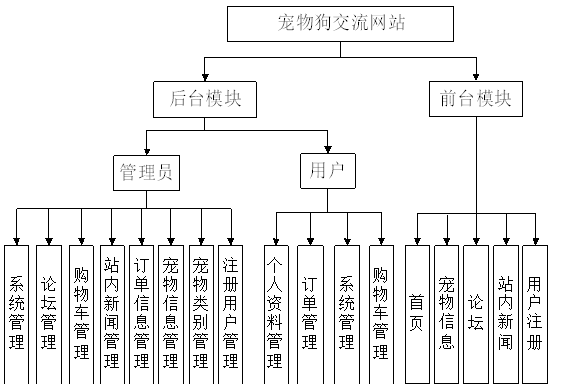 宠物狗交流网站
后台模块
前台模块
管理员
用户
系统管理
论坛管理
购物车管理
站内新闻管理
订单信息管理
宠物信息管理
宠物类别管理
注册用户管理
个人资料管理
订单管理
系统管理
购物车管理
首页
宠物信息
论坛
站内新闻
用户注册